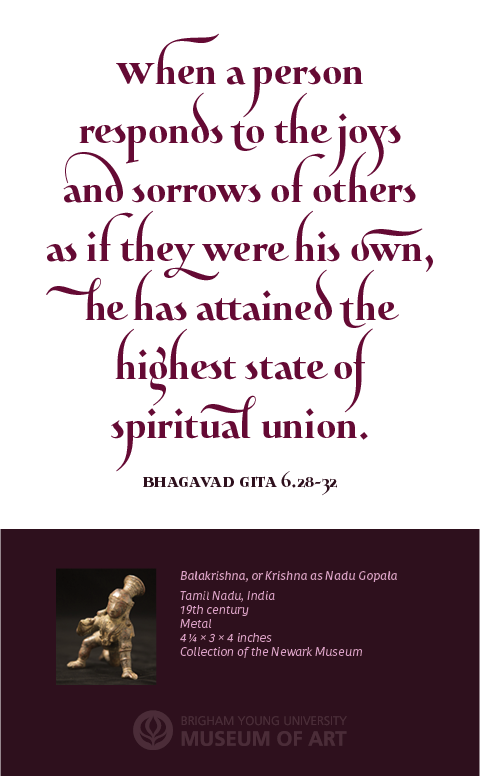 When a person
responds to the joys
and sorrows of others
as if they were his own,
he has attained the
highest state of
spiritual union.
BHAGAVAD GITA 6.28-32
Balakrishna, or Krishna as Nadu Gopala
Tamil Nadu, India
19th century
Metal
4 ¼ × 3 × 4 inches
Collection of the Newark Museum
BRIGHAM YOUNG UNIVERSITY
MUSEUM OF ART